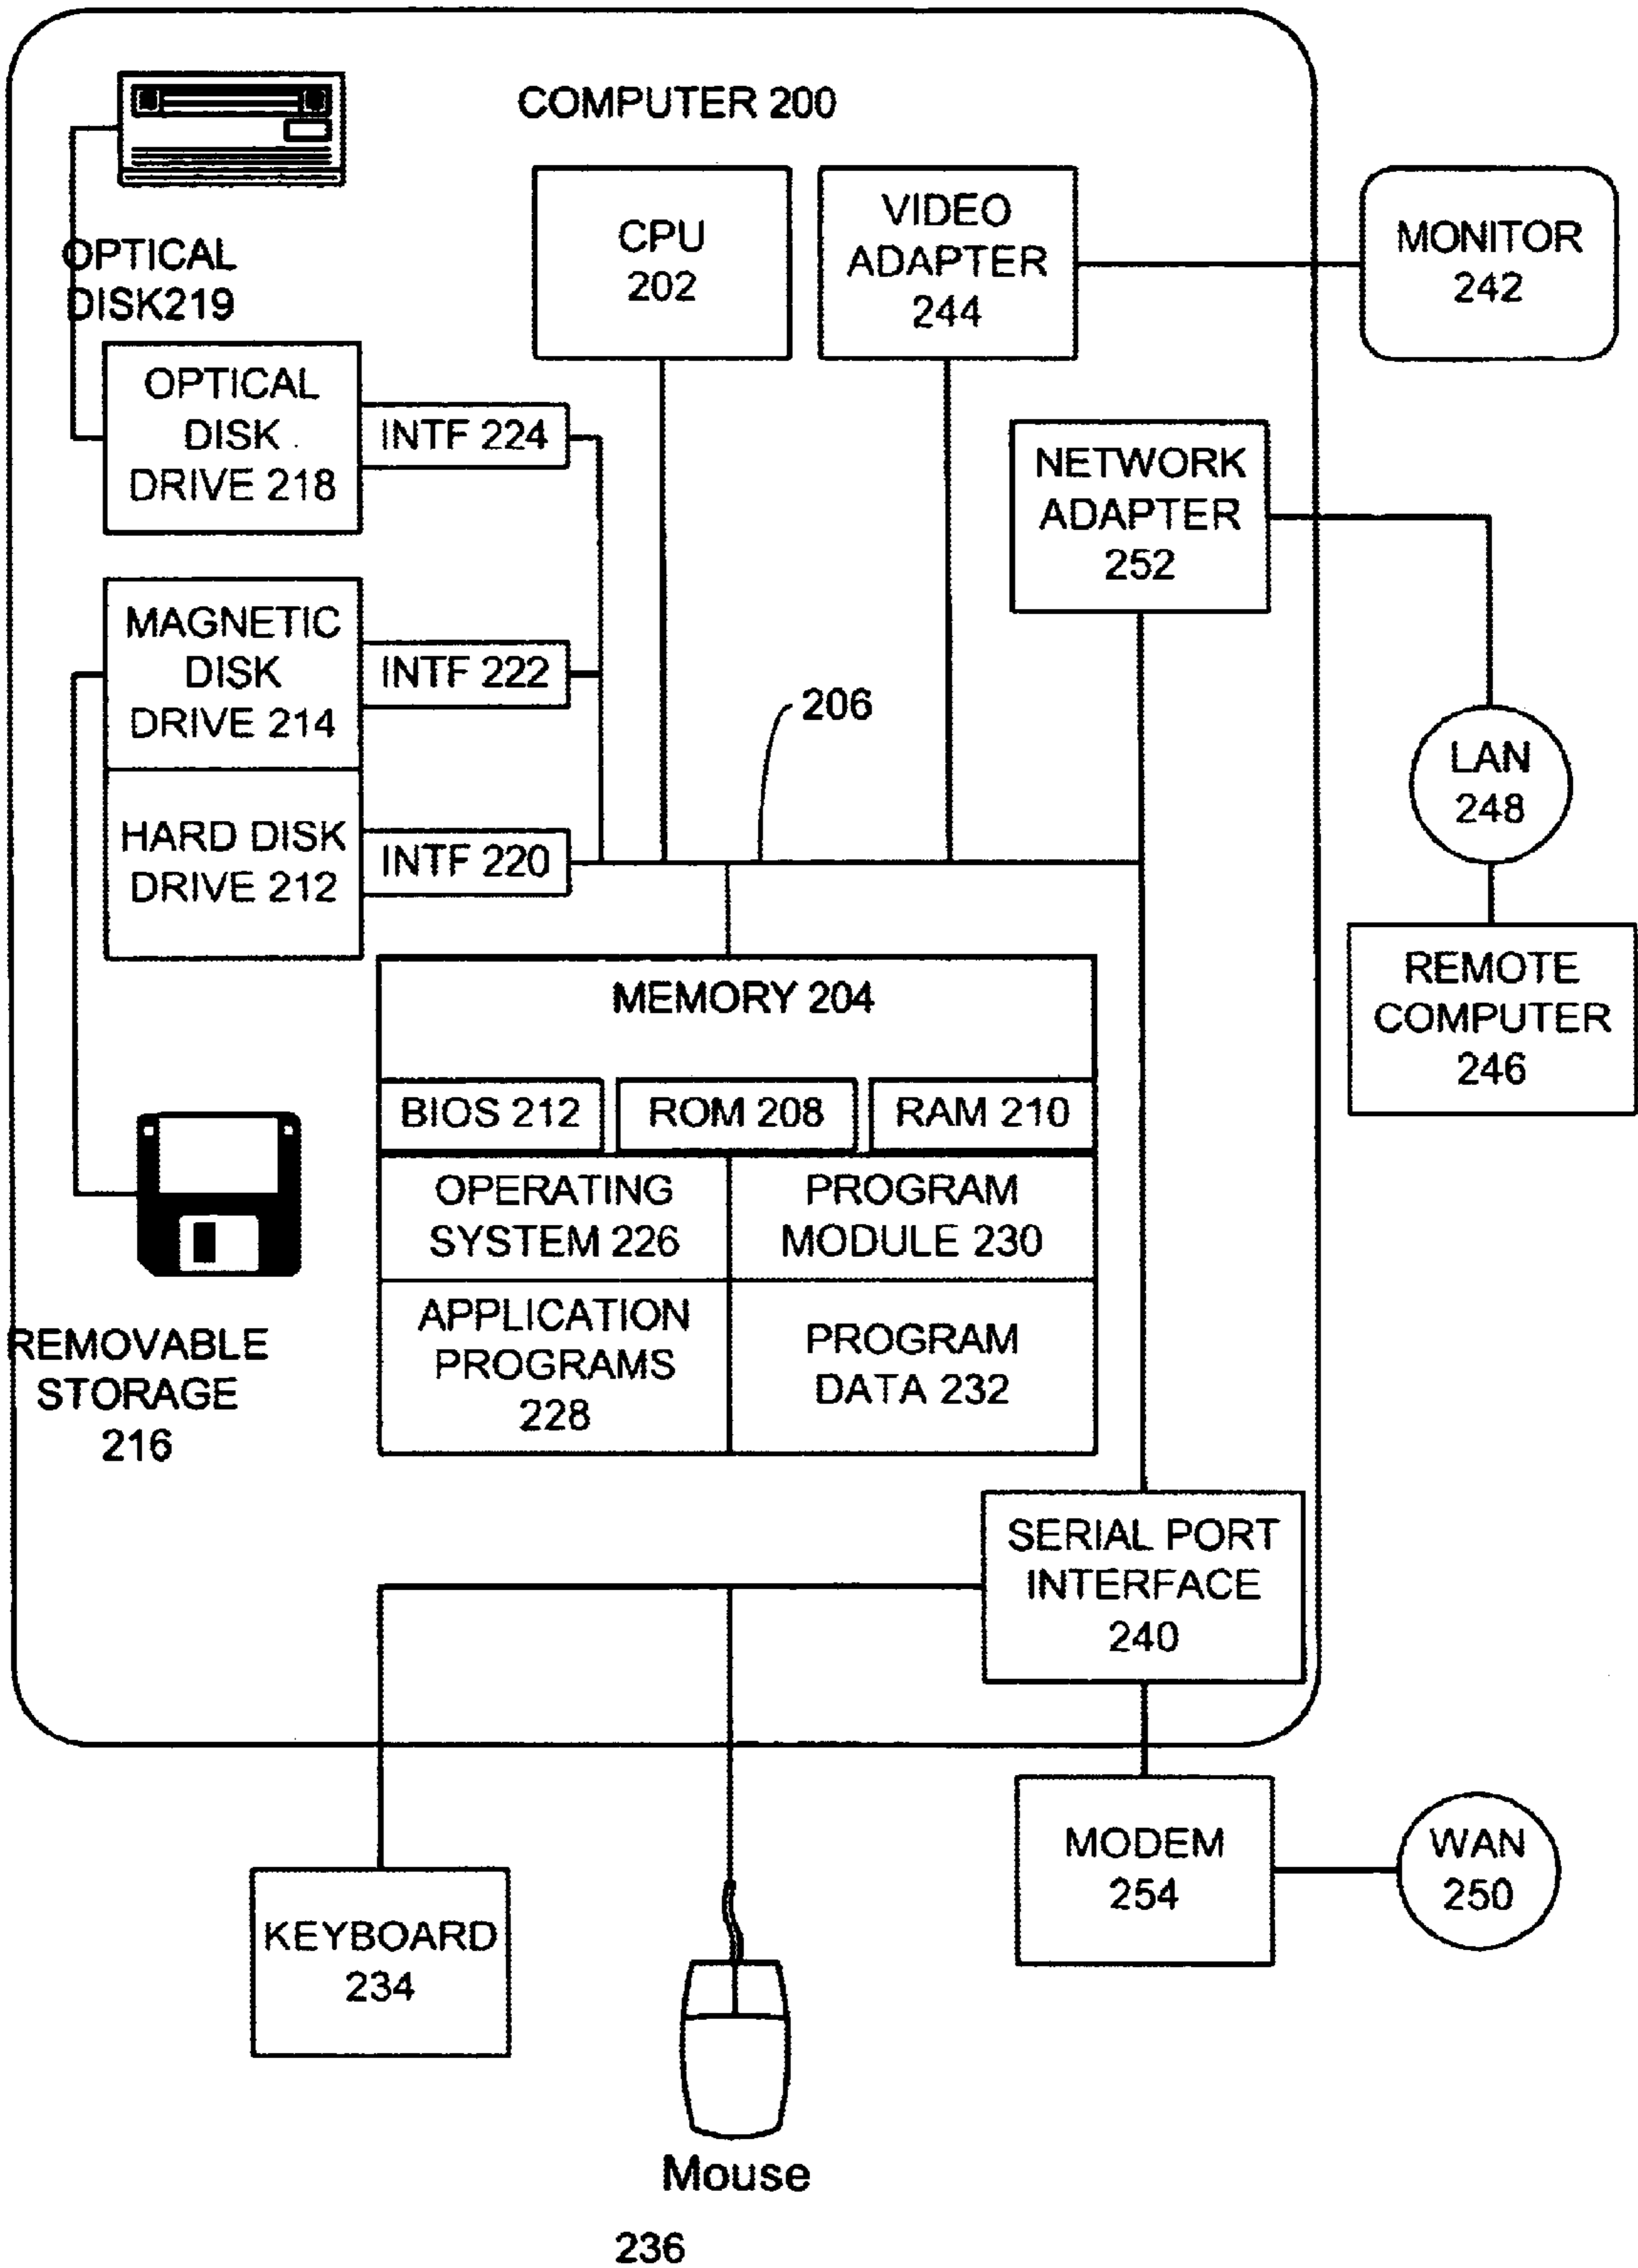 COMPUTER 200
OPTICAL
DISK219
CPU
202
VIDEO
ADAPTER
244
MONITOR
242
OPTICAL
DISK
DRIVE 218
INTF 224
NETWORK
ADAPTER
252
MAGNETIC
DISK
DRIVE 214
INTF 222
206
LAN
248
HARD DISK
DRIVE 212
INTF 220
REMOTE
COMPUTER
246
MEMORY 204
BIOS 212
ROM 208
RAM 210
OPERATING
SYSTEM 226
PROGRAM
MODULE 230
APPLICATION
PROGRAMS
228
PROGRAM
DATA 232
REMOVABLE
STORAGE
216
SERIAL PORT
INTERFACE
240
MODEM
254
WAN
250
KEYBOARD
234
Mouse
236